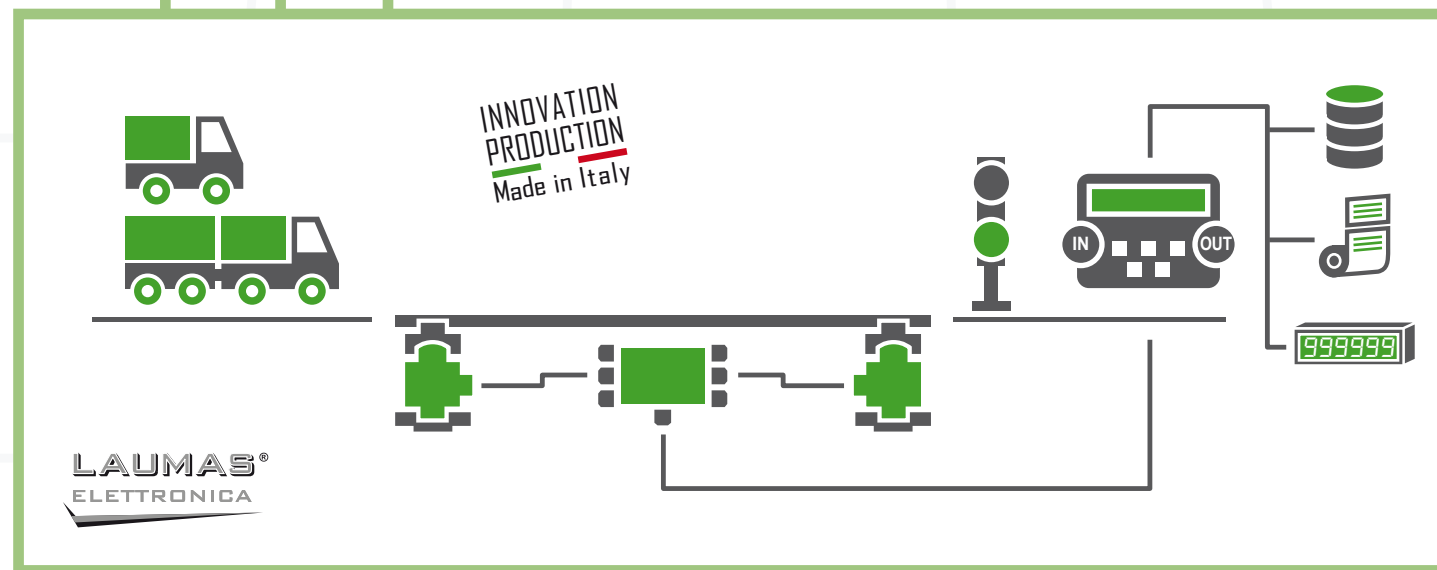 INNOVATION
PRODUCTION
Made in Italy
IN
OUT
999999
LAUMAS®
ELETTRONICA